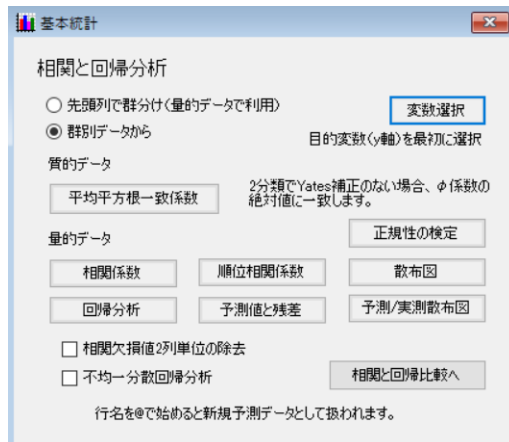 基本統計
相関と回帰分析
先頭列で群分け(量的データで利用)
変数選択
群別データから
目的変数(y軸)を最初に選択
質的データ
平均平方根一致係数
2分類でYates補正のない場合、φ係数の
絶対値に一致します。
正規性の検定
量的データ
相関係数
順位相関係数
散布図
回帰分析
予測値と残差
予測/実測散布図
相関欠損値2列単位の除去
不均一分散回帰分析
相関と回帰比較へ
行名を@で始めると新規予測データとして扱われます。